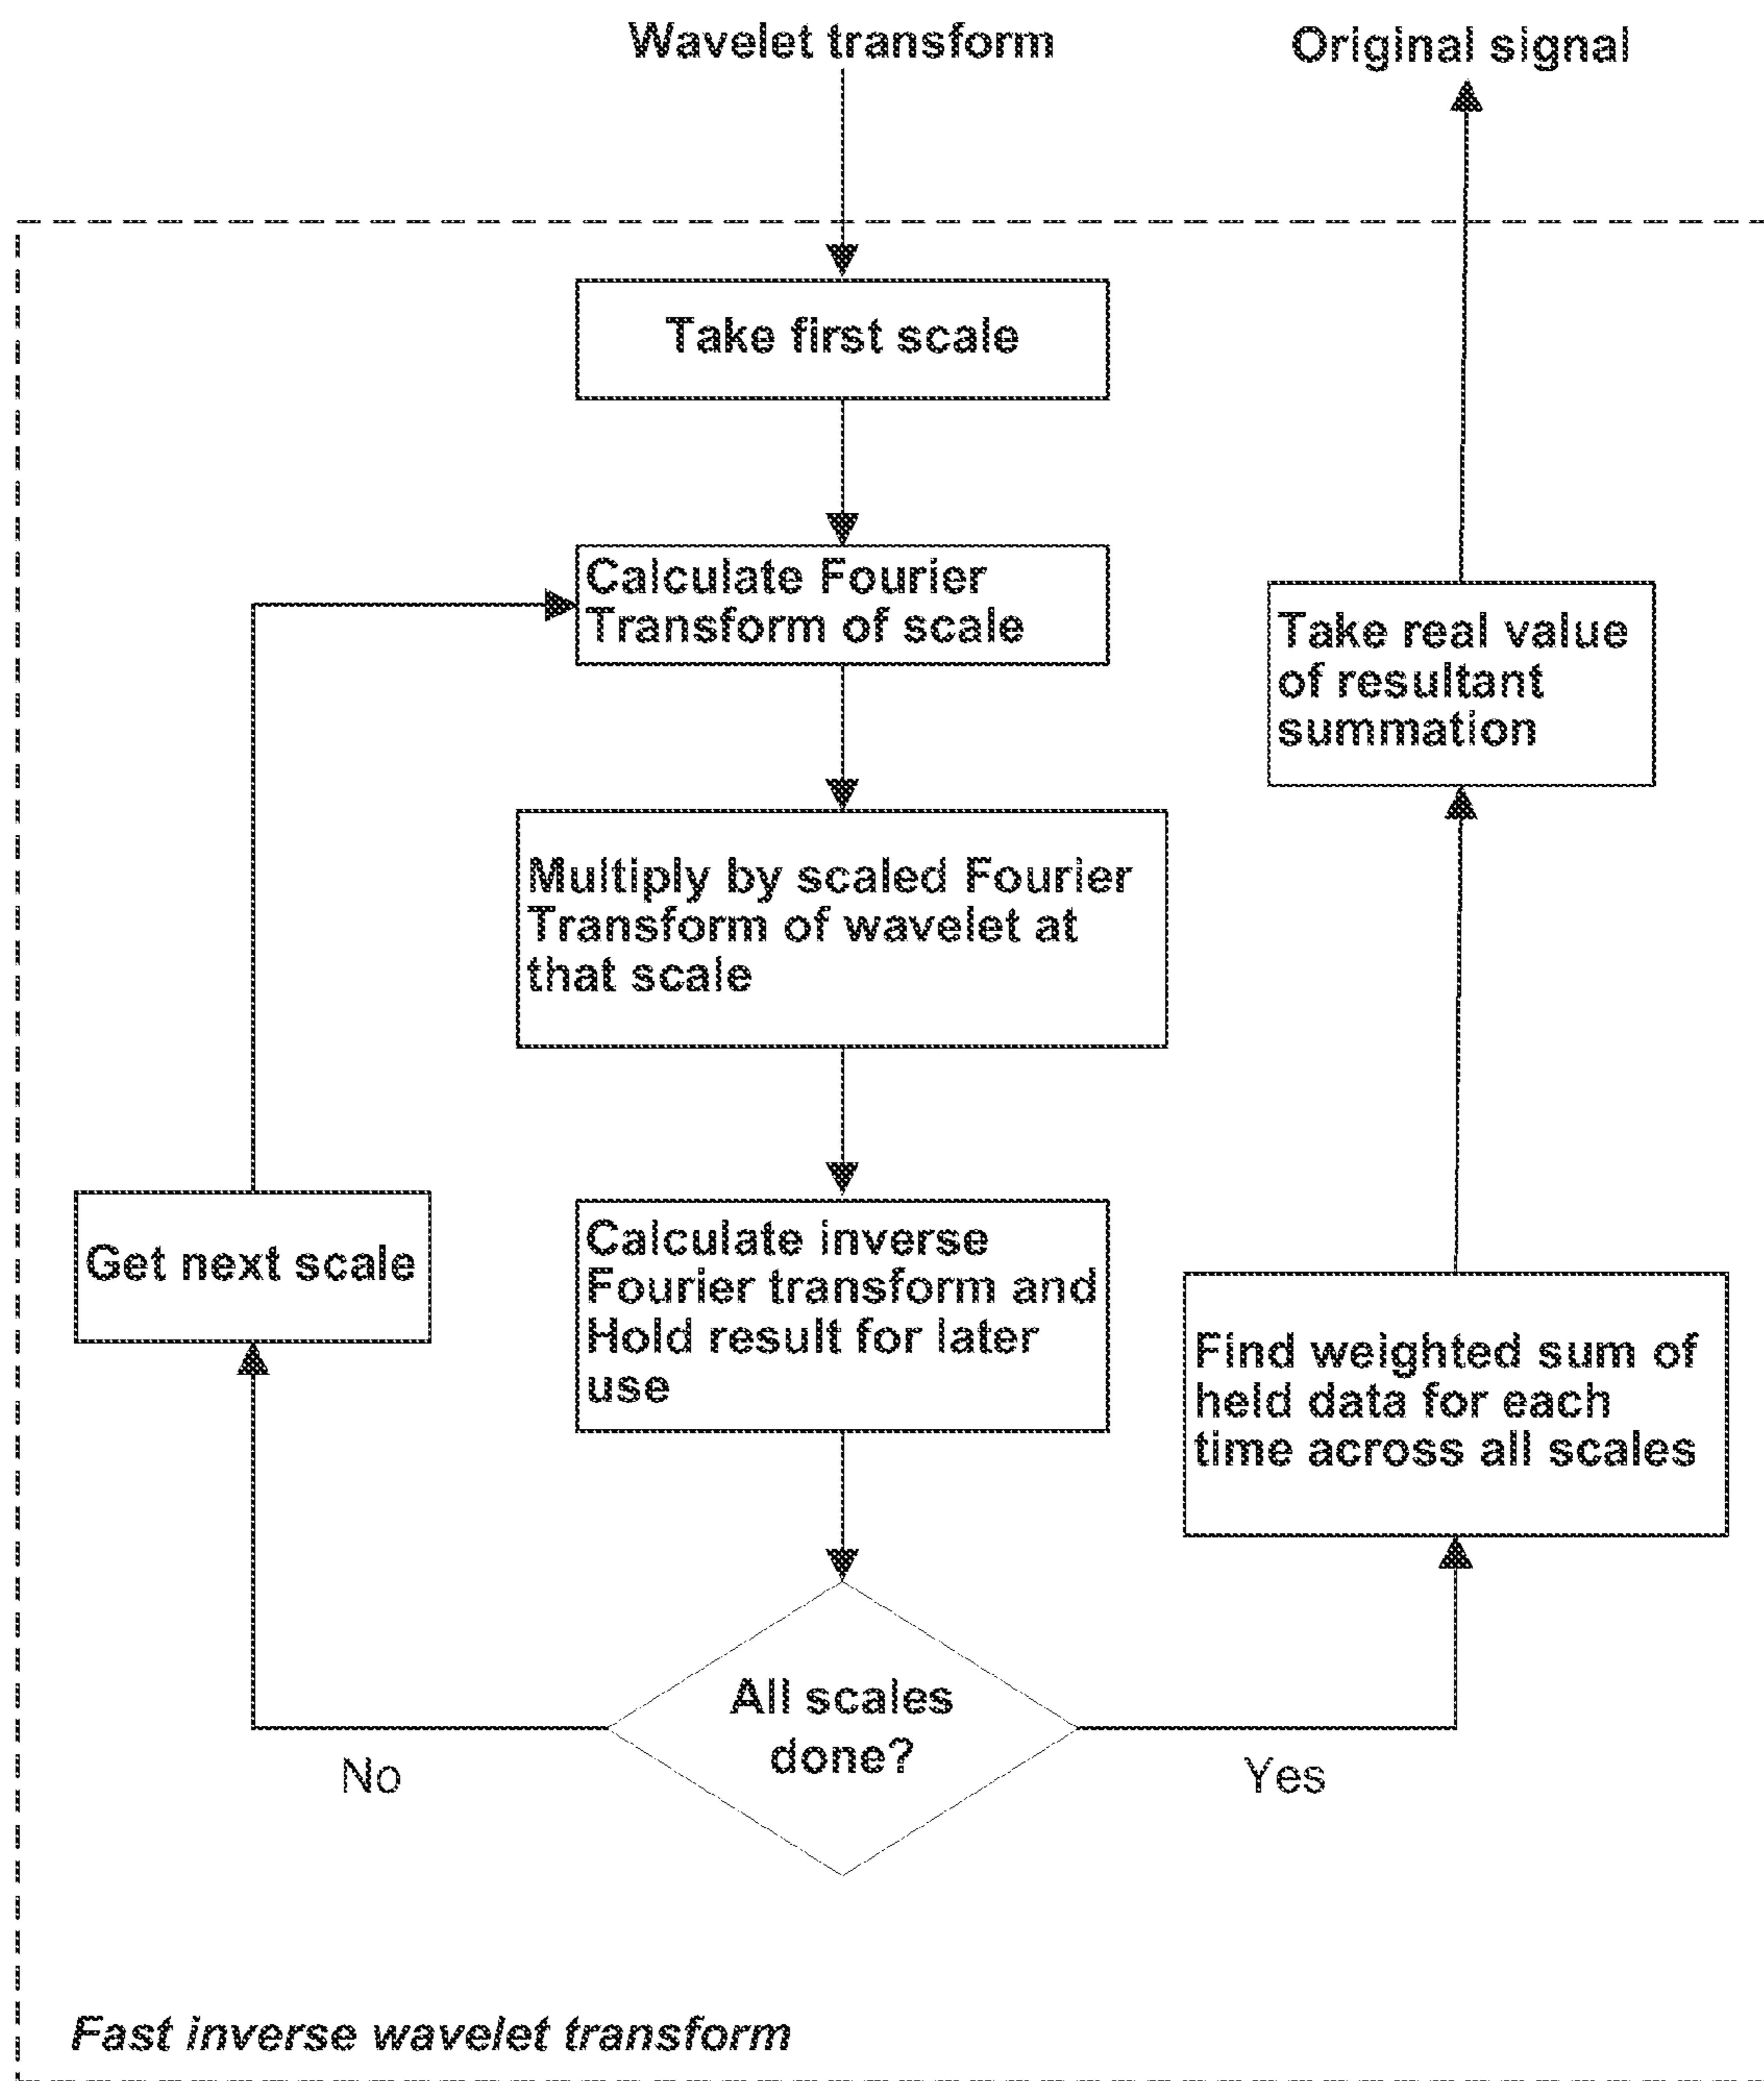 Wavelet transform
Original signal
Take first scale
Calculate Fourier
Transform of scale
Take real value
of resultant
summation
Multiply by scaled Fourier
Transform of wavelet at
that scale
Get next scale
Calculate inverse
Fourier transform and
Hold result for later
use
Find weighted sum of
held data for each
time across all scales
All scales
done?
No
Yes
Fast inverse wavelet transform